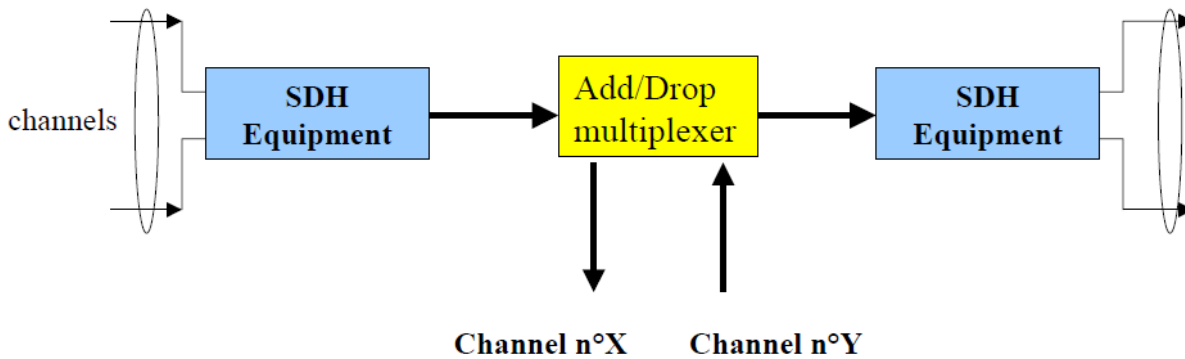 channels
SDH
Equipment
Add/Drop
multiplexer
SDH
Equipment
Channel n°X
Channel n°Y